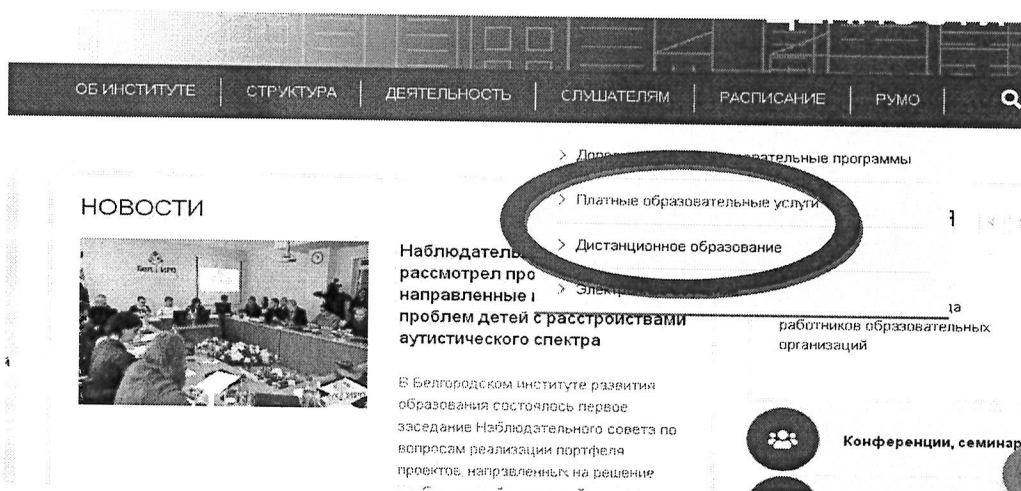 ОБ ИНСТИТУТЕ
СТРУКТУРА
ДЕЯТЕЛЬНОСТЬ
СЛУШАТЕЛЯМ
РАСПИСАНИЕ
РУМО
овательные программы
Платные образовательные услуги
Дистанционное образование
НОВОСТИ
Наблюдатель
рассмотрел про
направленные
проблем детей с расстройствами
аутистического спектра
В Белгородском институте развития
образования состоялось первое
заседание Наблюдательного совета по
вопросам реализации портфеля
проектов, направленных на решение
работников образовательных
организаций
Конференции, семинар